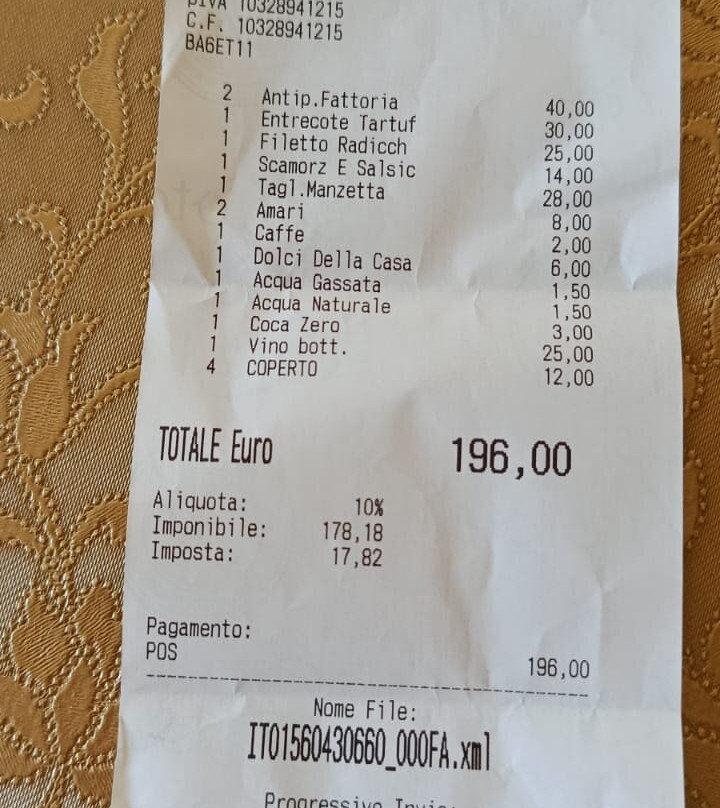 pIVA 10328941215
C.F. 10328941215
BA6ET11
2 Antip.Fattoria 40,00
1 Entrecote Tartuf 30,00
1 Filetto Radicch 25,00
1 Scamorz E Salsic 14,00
1 Tagl.Manzetta 28,00
2 Amari 8,00
1 Caffe 2,00
1 Dolci Della Casa 6,00
1 Acqua Gassata 1,50
1 Acqua Naturale 1,50
1 Coca Zero 3,00
1 Vino bott. 25,00
4 COPERTO 12,00
TOTALE Euro 196,00
Aliquota: 10%
Imponibile: 178,18
Imposta: 17,82
Pagamento:
POS 196,00
Nome File:
IT01560430660_000FA.xml
Progressivo